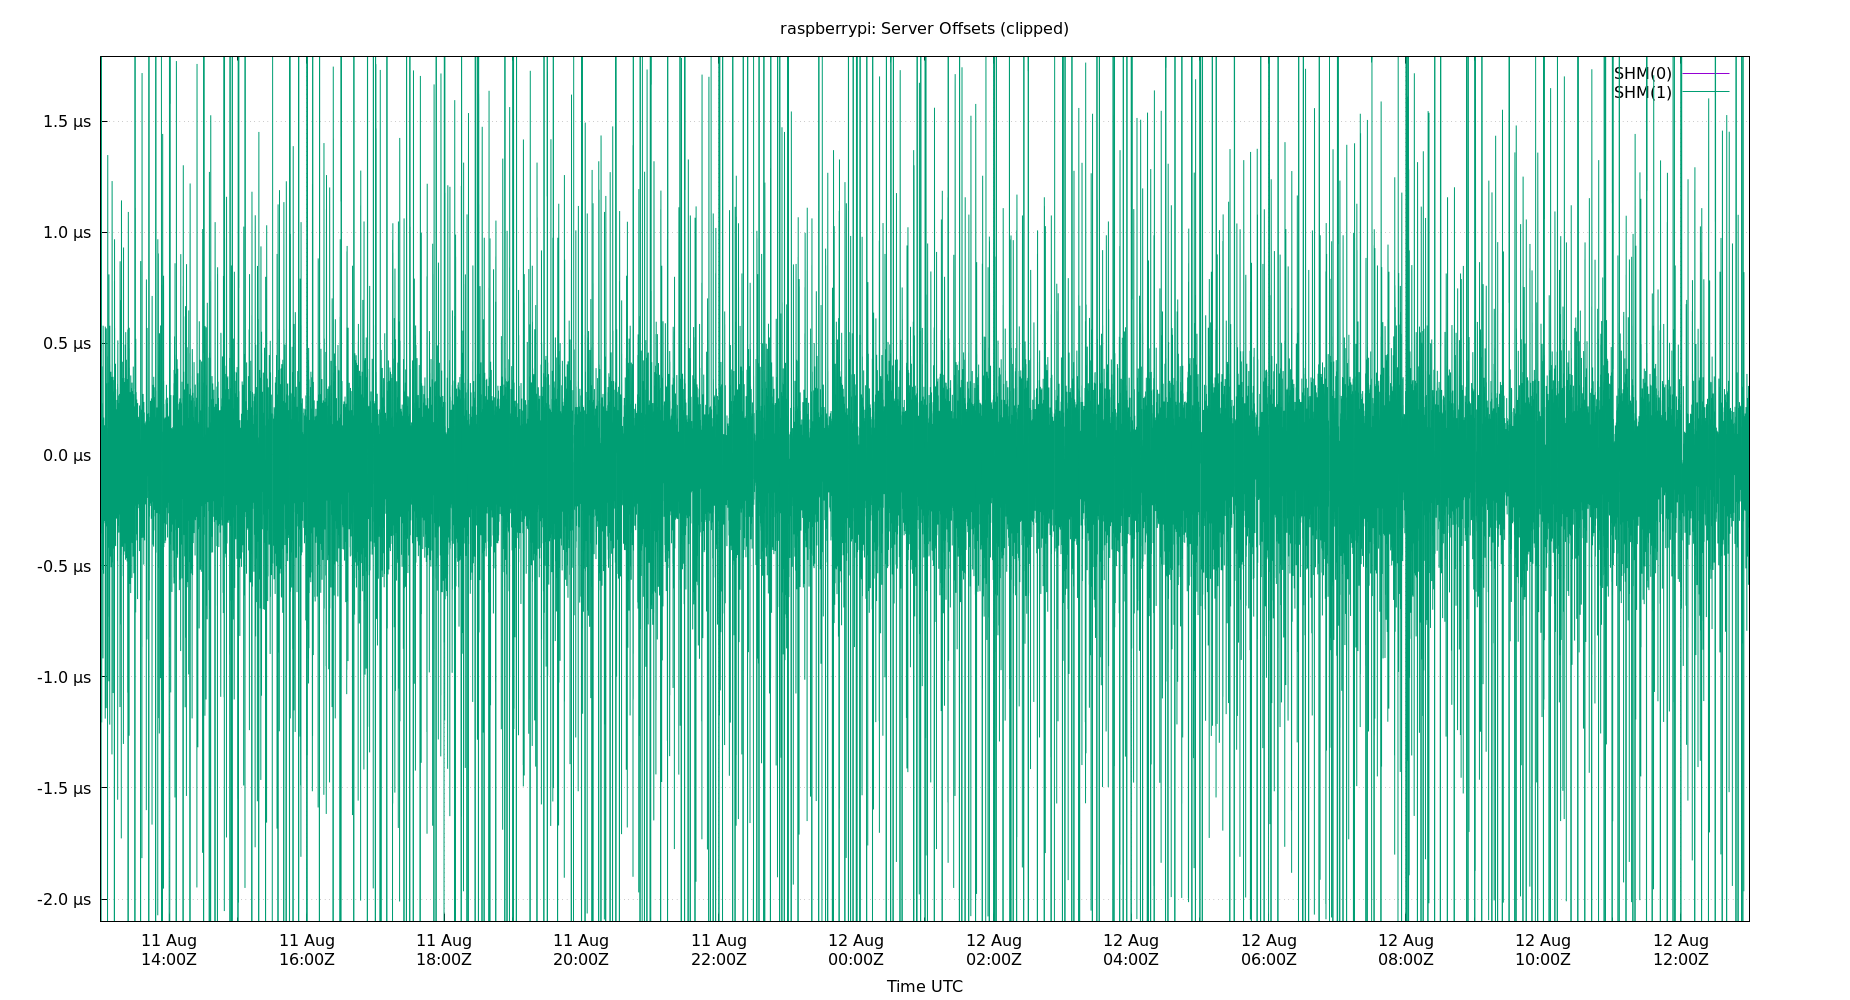 raspberrypi: Server Offsets (clipped)
SHM(0)
SHM(1)
1.5 µs
1.0 µs
0.5 µs
0.0 µs
-0.5 µs
-1.0 µs
-1.5 µs
-2.0 µs
11 Aug 11 Aug 11 Aug 11 Aug 11 Aug 12 Aug 12 Aug 12 Aug 12 Aug 12 Aug 12 Aug 12 Aug
14:00Z 16:00Z 18:00Z 20:00Z 22:00Z 00:00Z 02:00Z 04:00Z 06:00Z 08:00Z 10:00Z 12:00Z
Time UTC